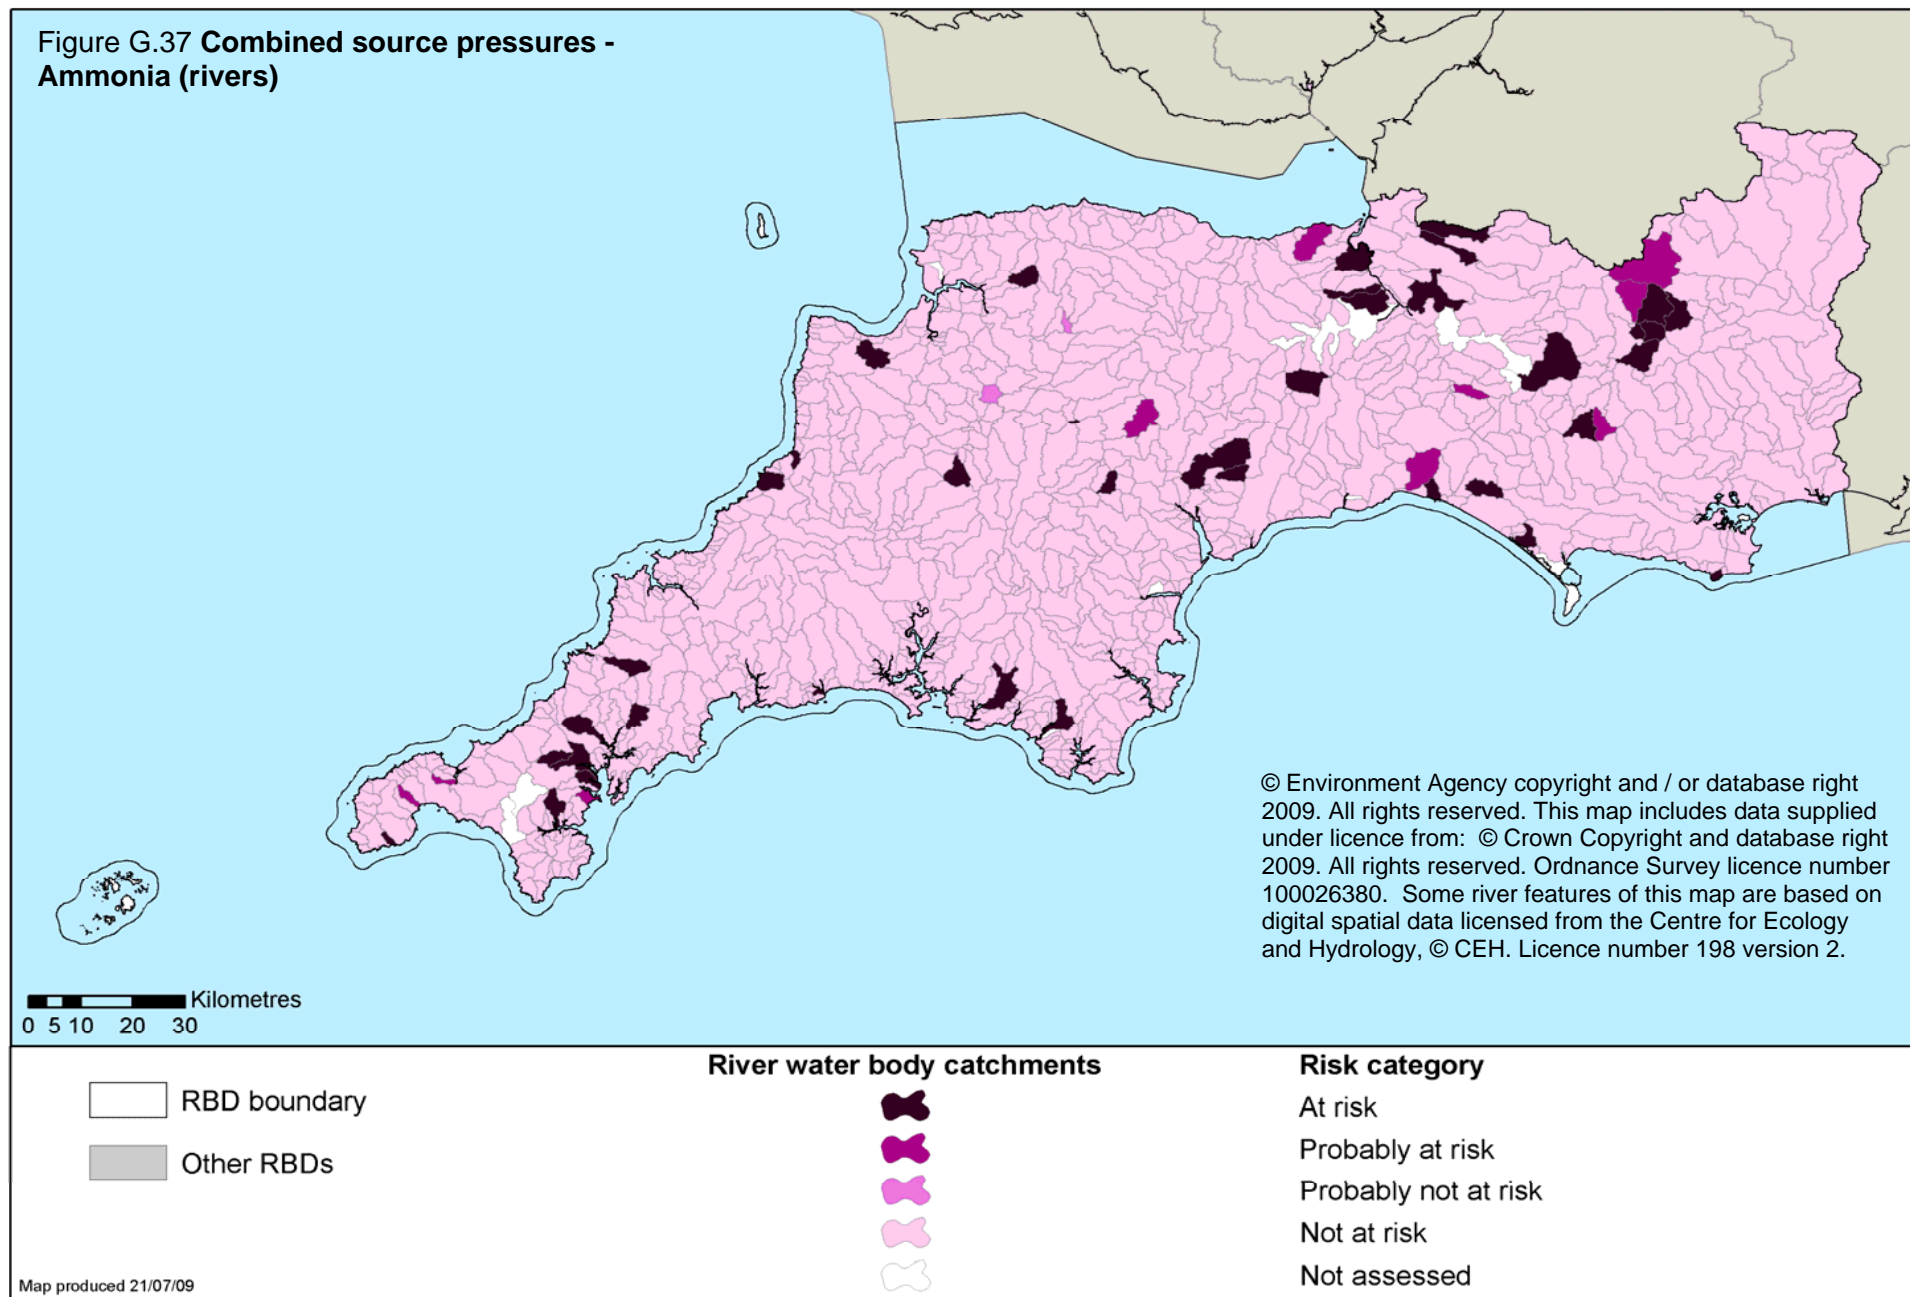 Figure G.37 Combined source pressures -
Ammonia (rivers)
© Environment Agency copyright and / or database right
2009. All rights reserved. This map includes data supplied
under licence from:  © Crown Copyright and database right
2009. All rights reserved. Ordnance Survey licence number
100026380.  Some river features of this map are based on
digital spatial data licensed from the Centre for Ecology
and Hydrology, © CEH. Licence number 198 version 2.
Kilometres
0 5 10 20 30
River water body catchments
Risk category
RBD boundary
Other RBDs
At risk
Probably at risk
Probably not at risk
Not at risk
Not assessed
Map produced 21/07/09